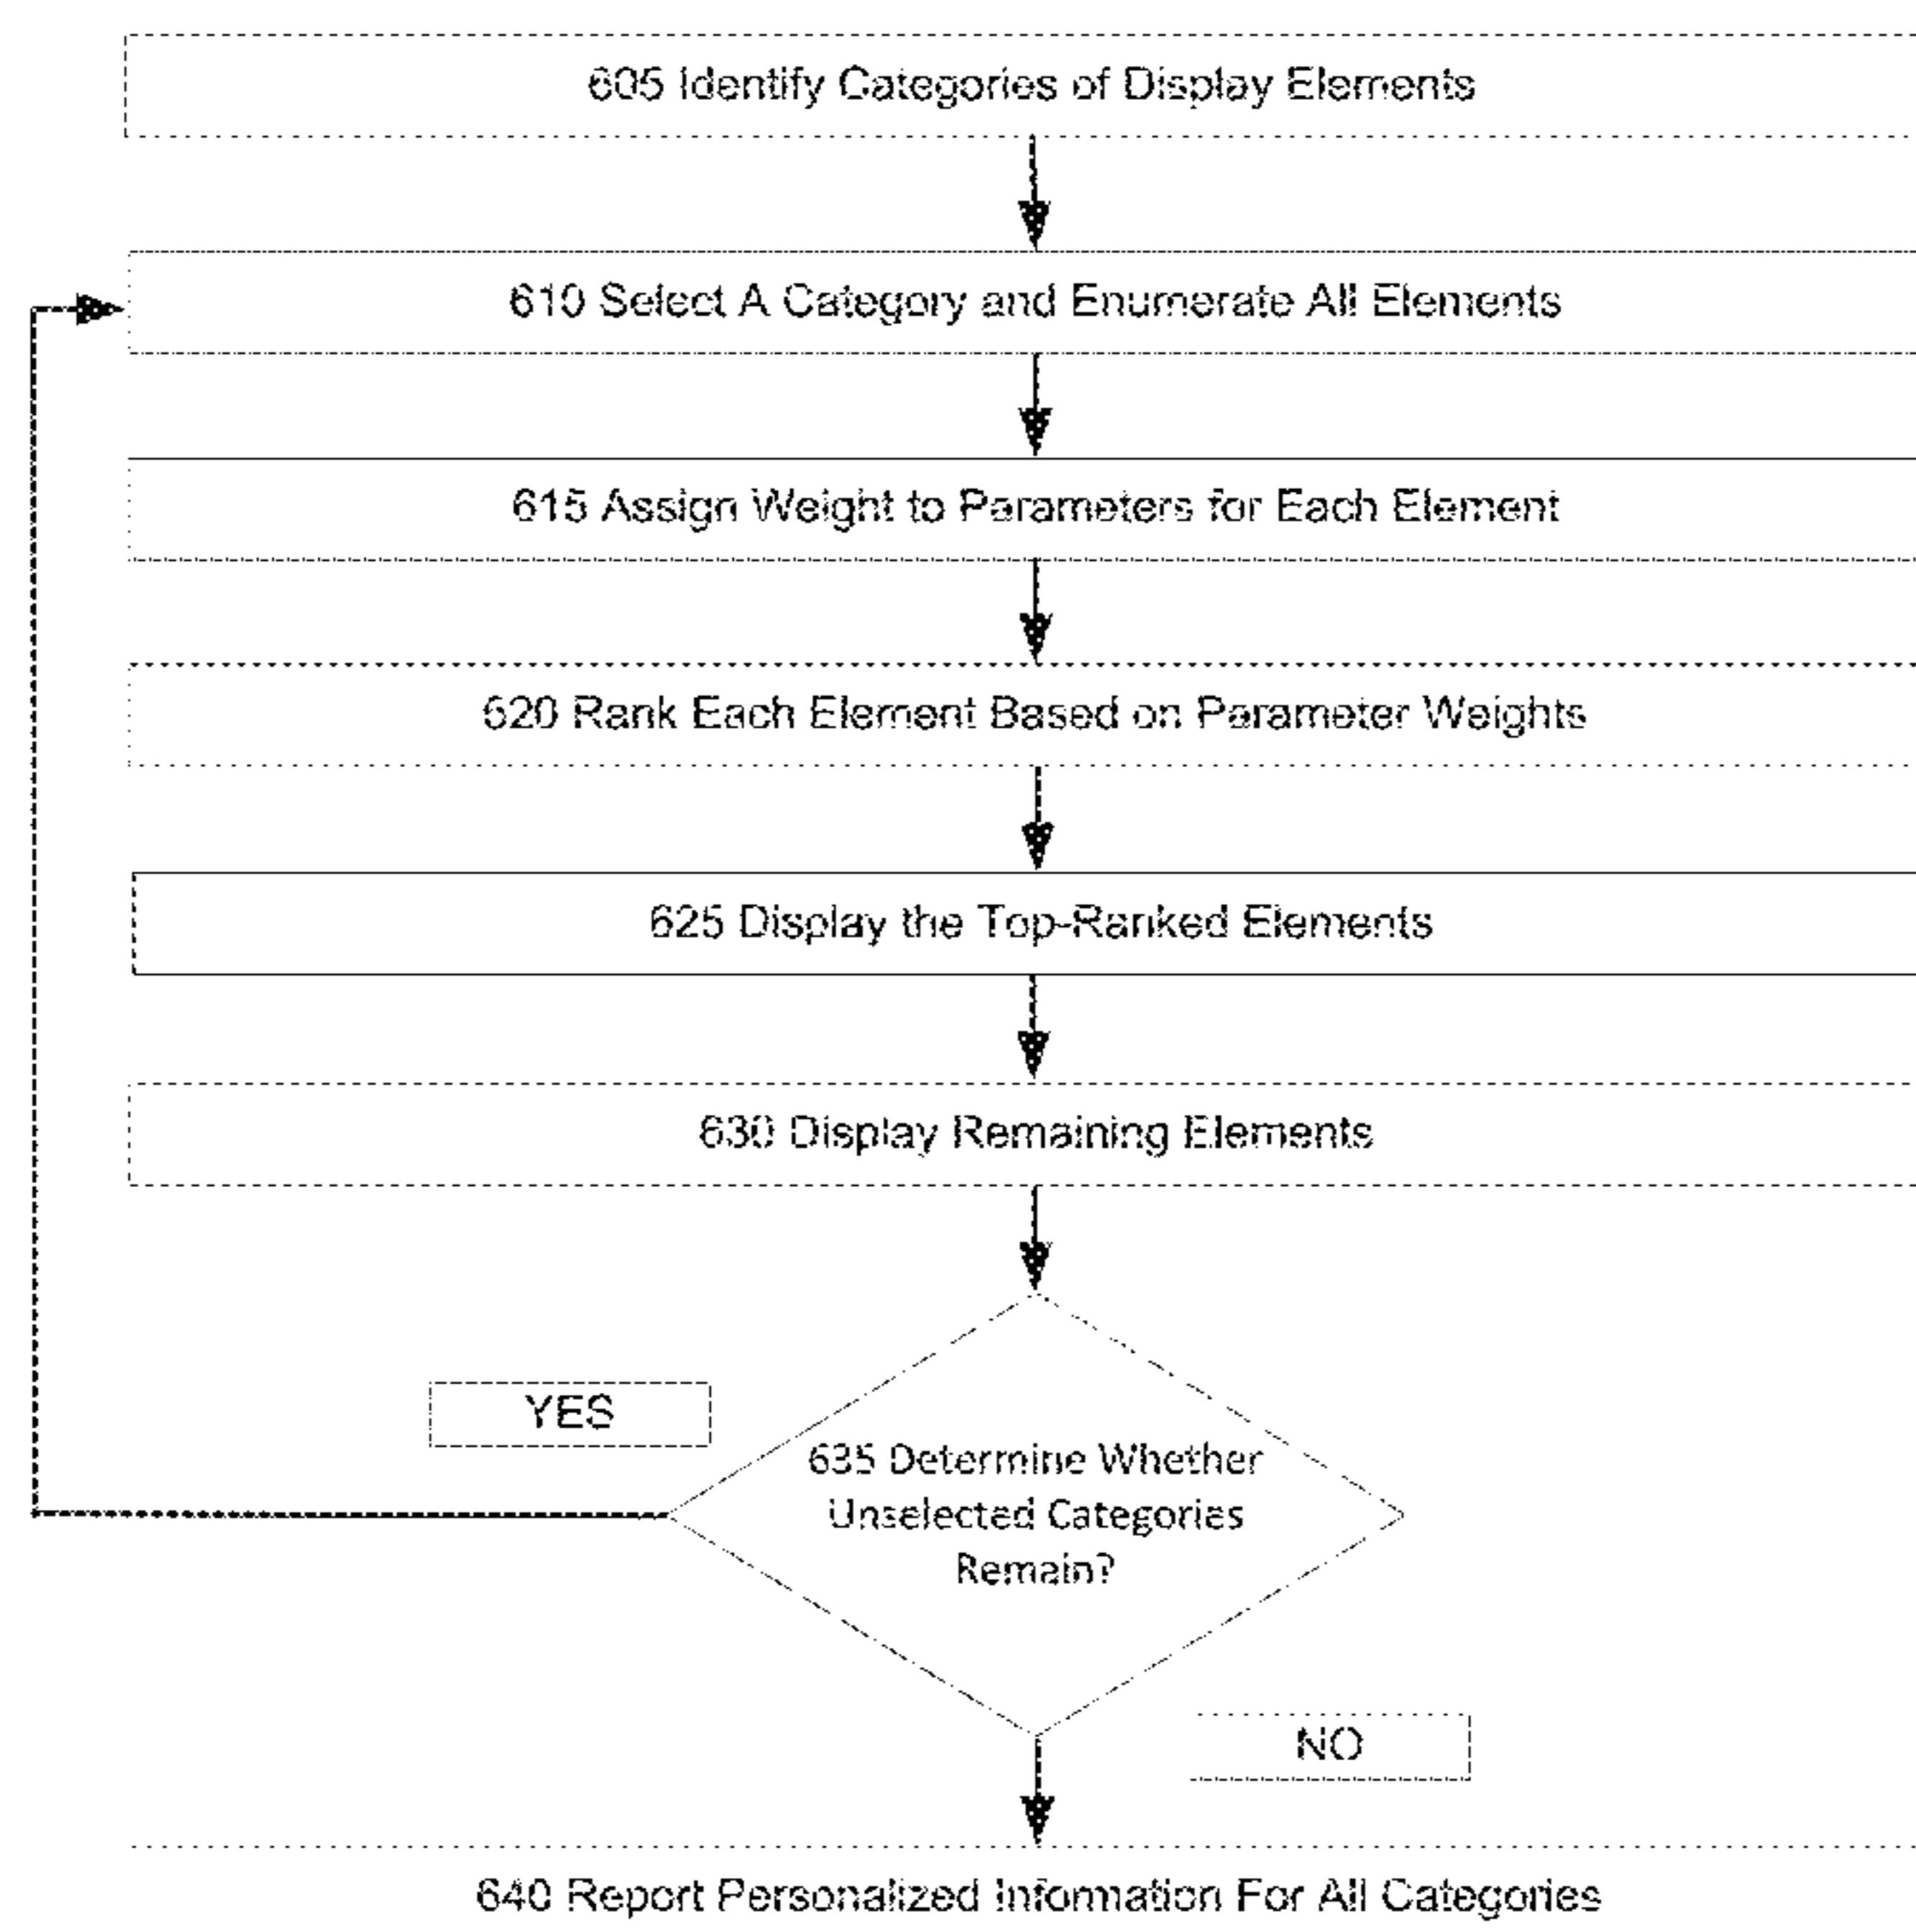 605 Identify Categories of Display Elements
610 Select A Category and Enumerate All Elements
615 Assign Weight to Parameters for Each Element
620 Rank Each Element Based on Parameter Weights
625 Display the Top-Ranked Elements
630 Display Remaining Elements
YES
635 Determine Whether
Unselected Categories
Remain?
NO
640 Report Personalized Information For All Categories